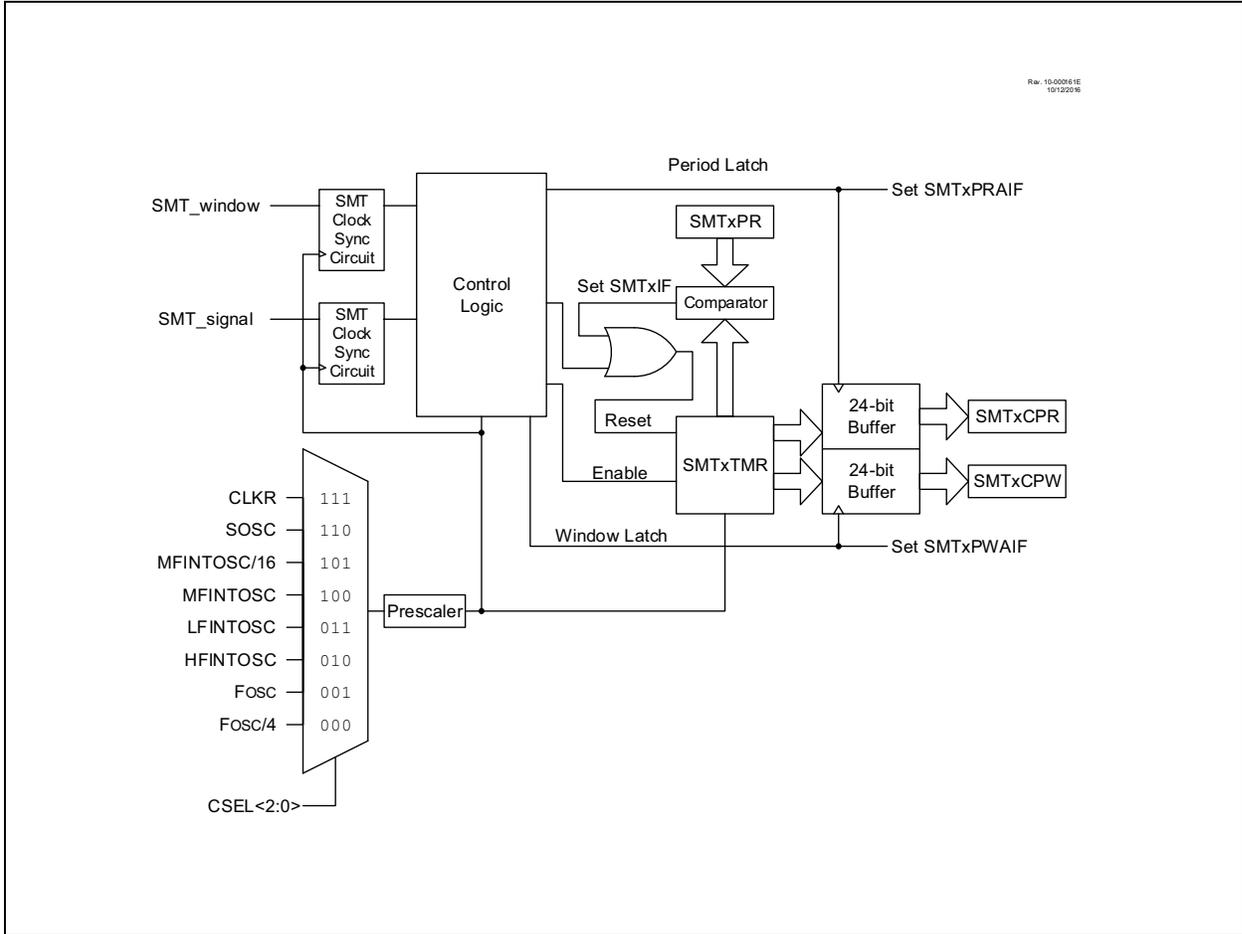 Rev. 10-000161E
10/12/2016
Period Latch
Set SMTxPRAIF
SMT_window
SMT
Clock
Sync
Circuit
SMTxPR
Control
Logic
Set SMTxIF
Comparator
SMT_signal
SMT
Clock
Sync
Circuit
24-bit
Buffer
SMTxCPR
Reset
SMTxTMR
Enable
24-bit
Buffer
SMTxCPW
Window Latch
Set SMTxPWAIF
CLKR 111
SOSC 110
MFINTOSC/16 101
MFINTOSC 100
Prescaler
LFINTOSC 011
HFINTOSC 010
FOSC 001
FOSC/4 000
CSEL<2:0>